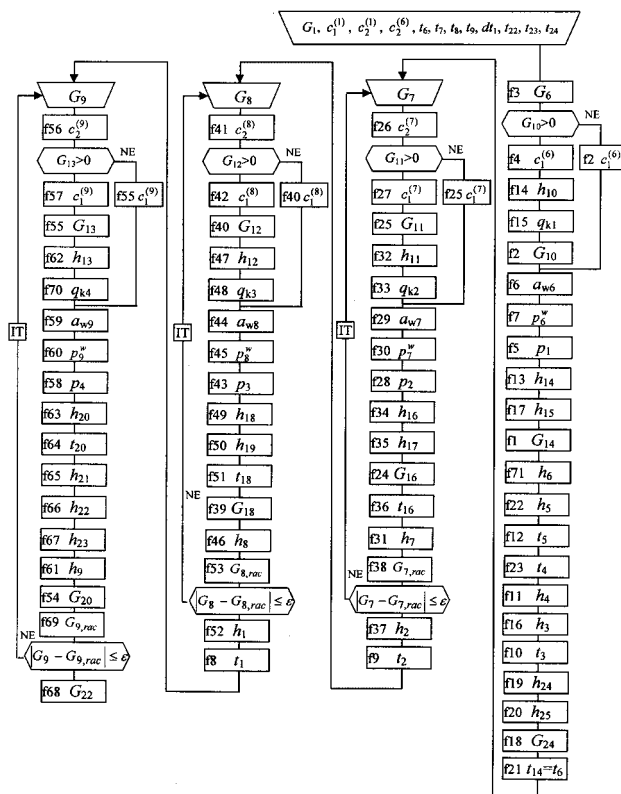 G₁, c₁⁽¹⁾, c₂⁽¹⁾, c₂⁽⁶⁾, t₆, t₇, t₈, t₉, dt₁, t₂₂, t₂₃, t₂₄
G₉
f56 c₂⁽⁹⁾
G₁₃>0
NE
f57 c₁⁽⁹⁾
f55 c₁⁽⁹⁾
f55 G₁₃
f62 h₁₃
f70 qₖ₄
IT
f59 a_w9
f60 p₉ʷ
f58 p₄
f63 h₂₀
f64 t₂₀
f65 h₂₁
f66 h₂₂
f67 h₂₃
f61 h₉
f54 G₂₀
f69 G₉,rac
NE
|G₉ − G₉,rac| ≤ ε
f68 G₂₂
G₈
f41 c₂⁽⁸⁾
G₁₂>0
NE
f42 c₁⁽⁸⁾
f40 c₁⁽⁸⁾
f40 G₁₂
f47 h₁₂
f48 qₖ₃
IT
f44 a_w8
f45 p₈ʷ
f43 p₃
f49 h₁₈
f50 h₁₉
f51 t₁₈
NE
f39 G₁₈
f46 h₈
f53 G₈,rac
|G₈ − G₈,rac| ≤ ε
f52 h₁
f8 t₁
G₇
f26 c₂⁽⁷⁾
G₁₁>0
NE
f27 c₁⁽⁷⁾
f25 c₁⁽⁷⁾
f25 G₁₁
f32 h₁₁
f33 qₖ₂
IT
f29 a_w7
f30 p₇ʷ
f28 p₂
f34 h₁₆
f35 h₁₇
f24 G₁₆
f36 t₁₆
f31 h₇
NE
f38 G₇,rac
|G₇ − G₇,rac| ≤ ε
f37 h₂
f9 t₂
f3 G₆
G₁₀>0
NE
f4 c₁⁽⁶⁾
f2 c₁⁽⁶⁾
f14 h₁₀
f15 qₖ₁
f2 G₁₀
f6 a_w6
f7 p₆ʷ
f5 p₁
f13 h₁₄
f17 h₁₅
f1 G₁₄
f71 h₆
f22 h₅
f12 t₅
f23 t₄
f11 h₄
f16 h₃
f10 t₃
f19 h₂₄
f20 h₂₅
f18 G₂₄
f21 t₁₄=t₆